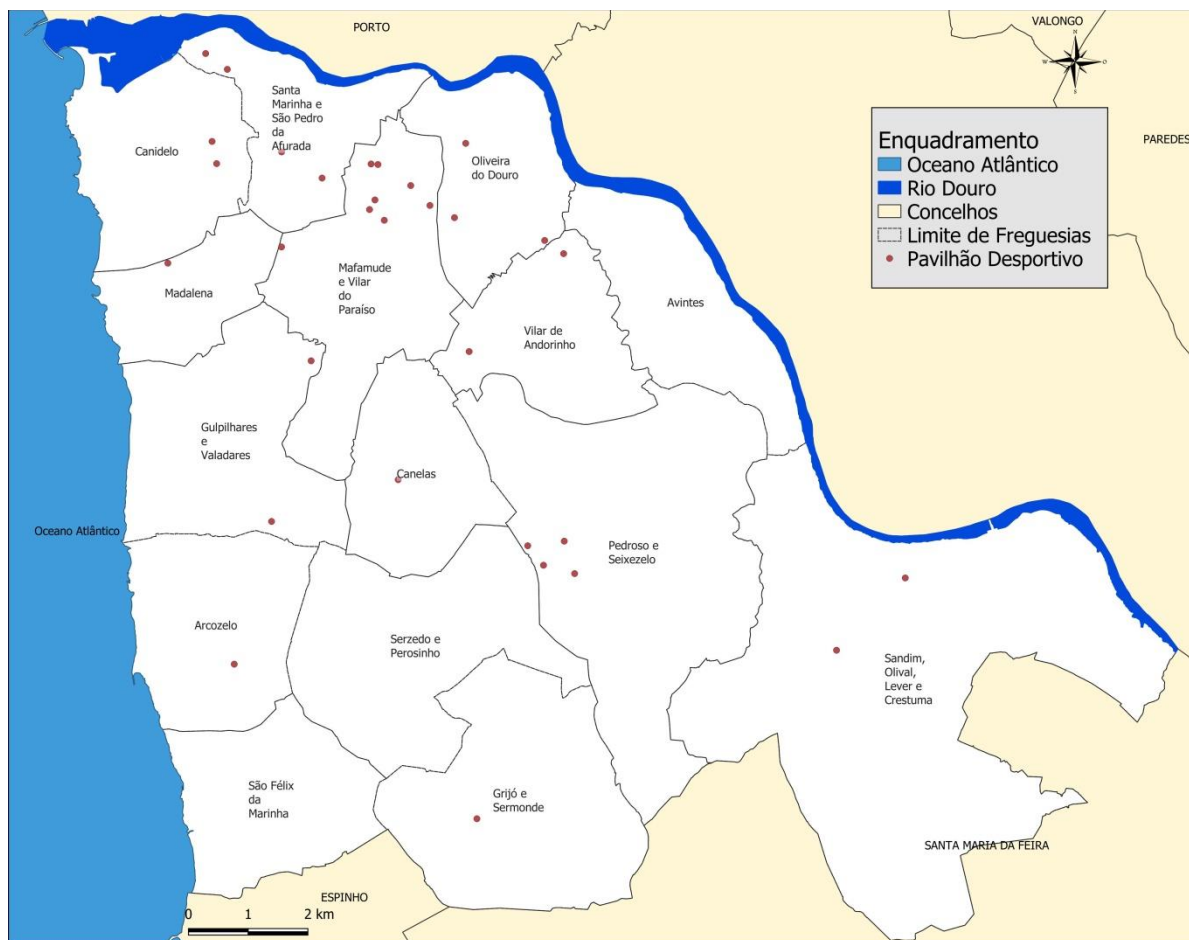 PORTO
VALONGO
N
W
O
S
PAREDES
Enquadramento
Oceano Atlântico
Rio Douro
Concelhos
Limite de Freguesias
Pavilhão Desportivo
Santa
Marinha e
São Pedro
da
Afurada
Canidelo
Oliveira
do Douro
Mafamude
e Vilar
do
Paraíso
Madalena
Avintes
Vilar de
Andorinho
Gulpilhares
e
Valadares
Canelas
Oceano Atlântico
Pedroso e
Seixezelo
Arcozelo
Serzedo e
Perosinho
Sandim,
Olival,
Lever e
Crestuma
São Félix
da
Marinha
Grijó e
Sermonde
SANTA MARIA DA FEIRA
ESPINHO
0 1 2 km